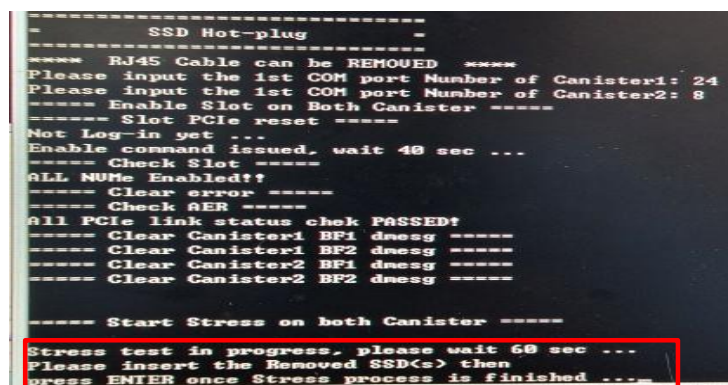 ================================
-        SSD Hot-plug          -
================================
**** RJ45 Cable can be REMOVED ****
Please input the 1st COM port Number of Canister1: 24
Please input the 1st COM port Number of Canister2: 8
===== Enable Slot on Both Canister =====
====== Slot PCIe reset =====
Not Log-in yet ...
Enable command issued, wait 40 sec ...
===== Check Slot =====
ALL NVMe Enabled!!
===== Clear error =====
===== Check AER =====
All PCIe link status chek PASSED!
===== Clear Canister1 BF1 dmesg =====
===== Clear Canister1 BF2 dmesg =====
===== Clear Canister2 BF1 dmesg =====
===== Clear Canister2 BF2 dmesg =====
===== Start Stress on both Canister =====
Stress test in progress, please wait 60 sec ...
Please insert the Removed SSD(s) then
press ENTER once Stress process is finished ..._